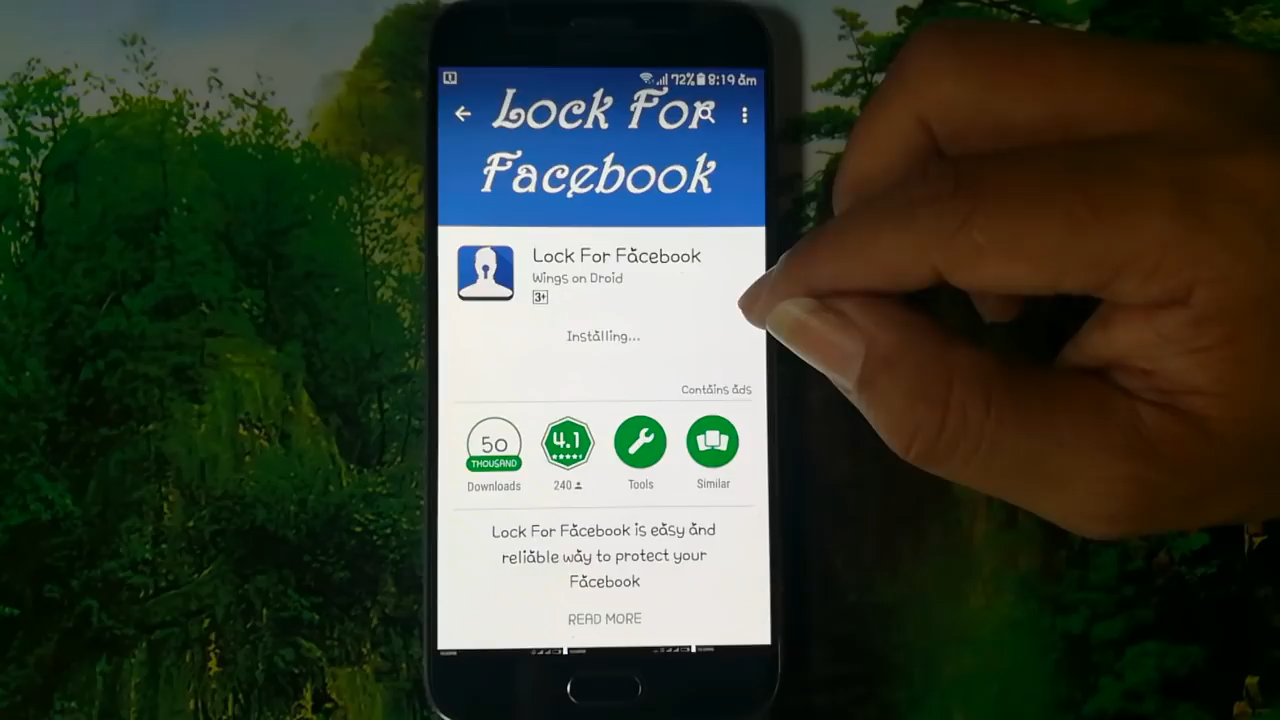 72% 8:19 am
Lock For
Facebook
Lock For Facebook
Wings on Droid
3+
Installing...
Contains ads
50
THOUSAND
4.1
Downloads
240
Tools
Similar
Lock For Facebook is easy and
reliable way to protect your
Facebook
READ MORE